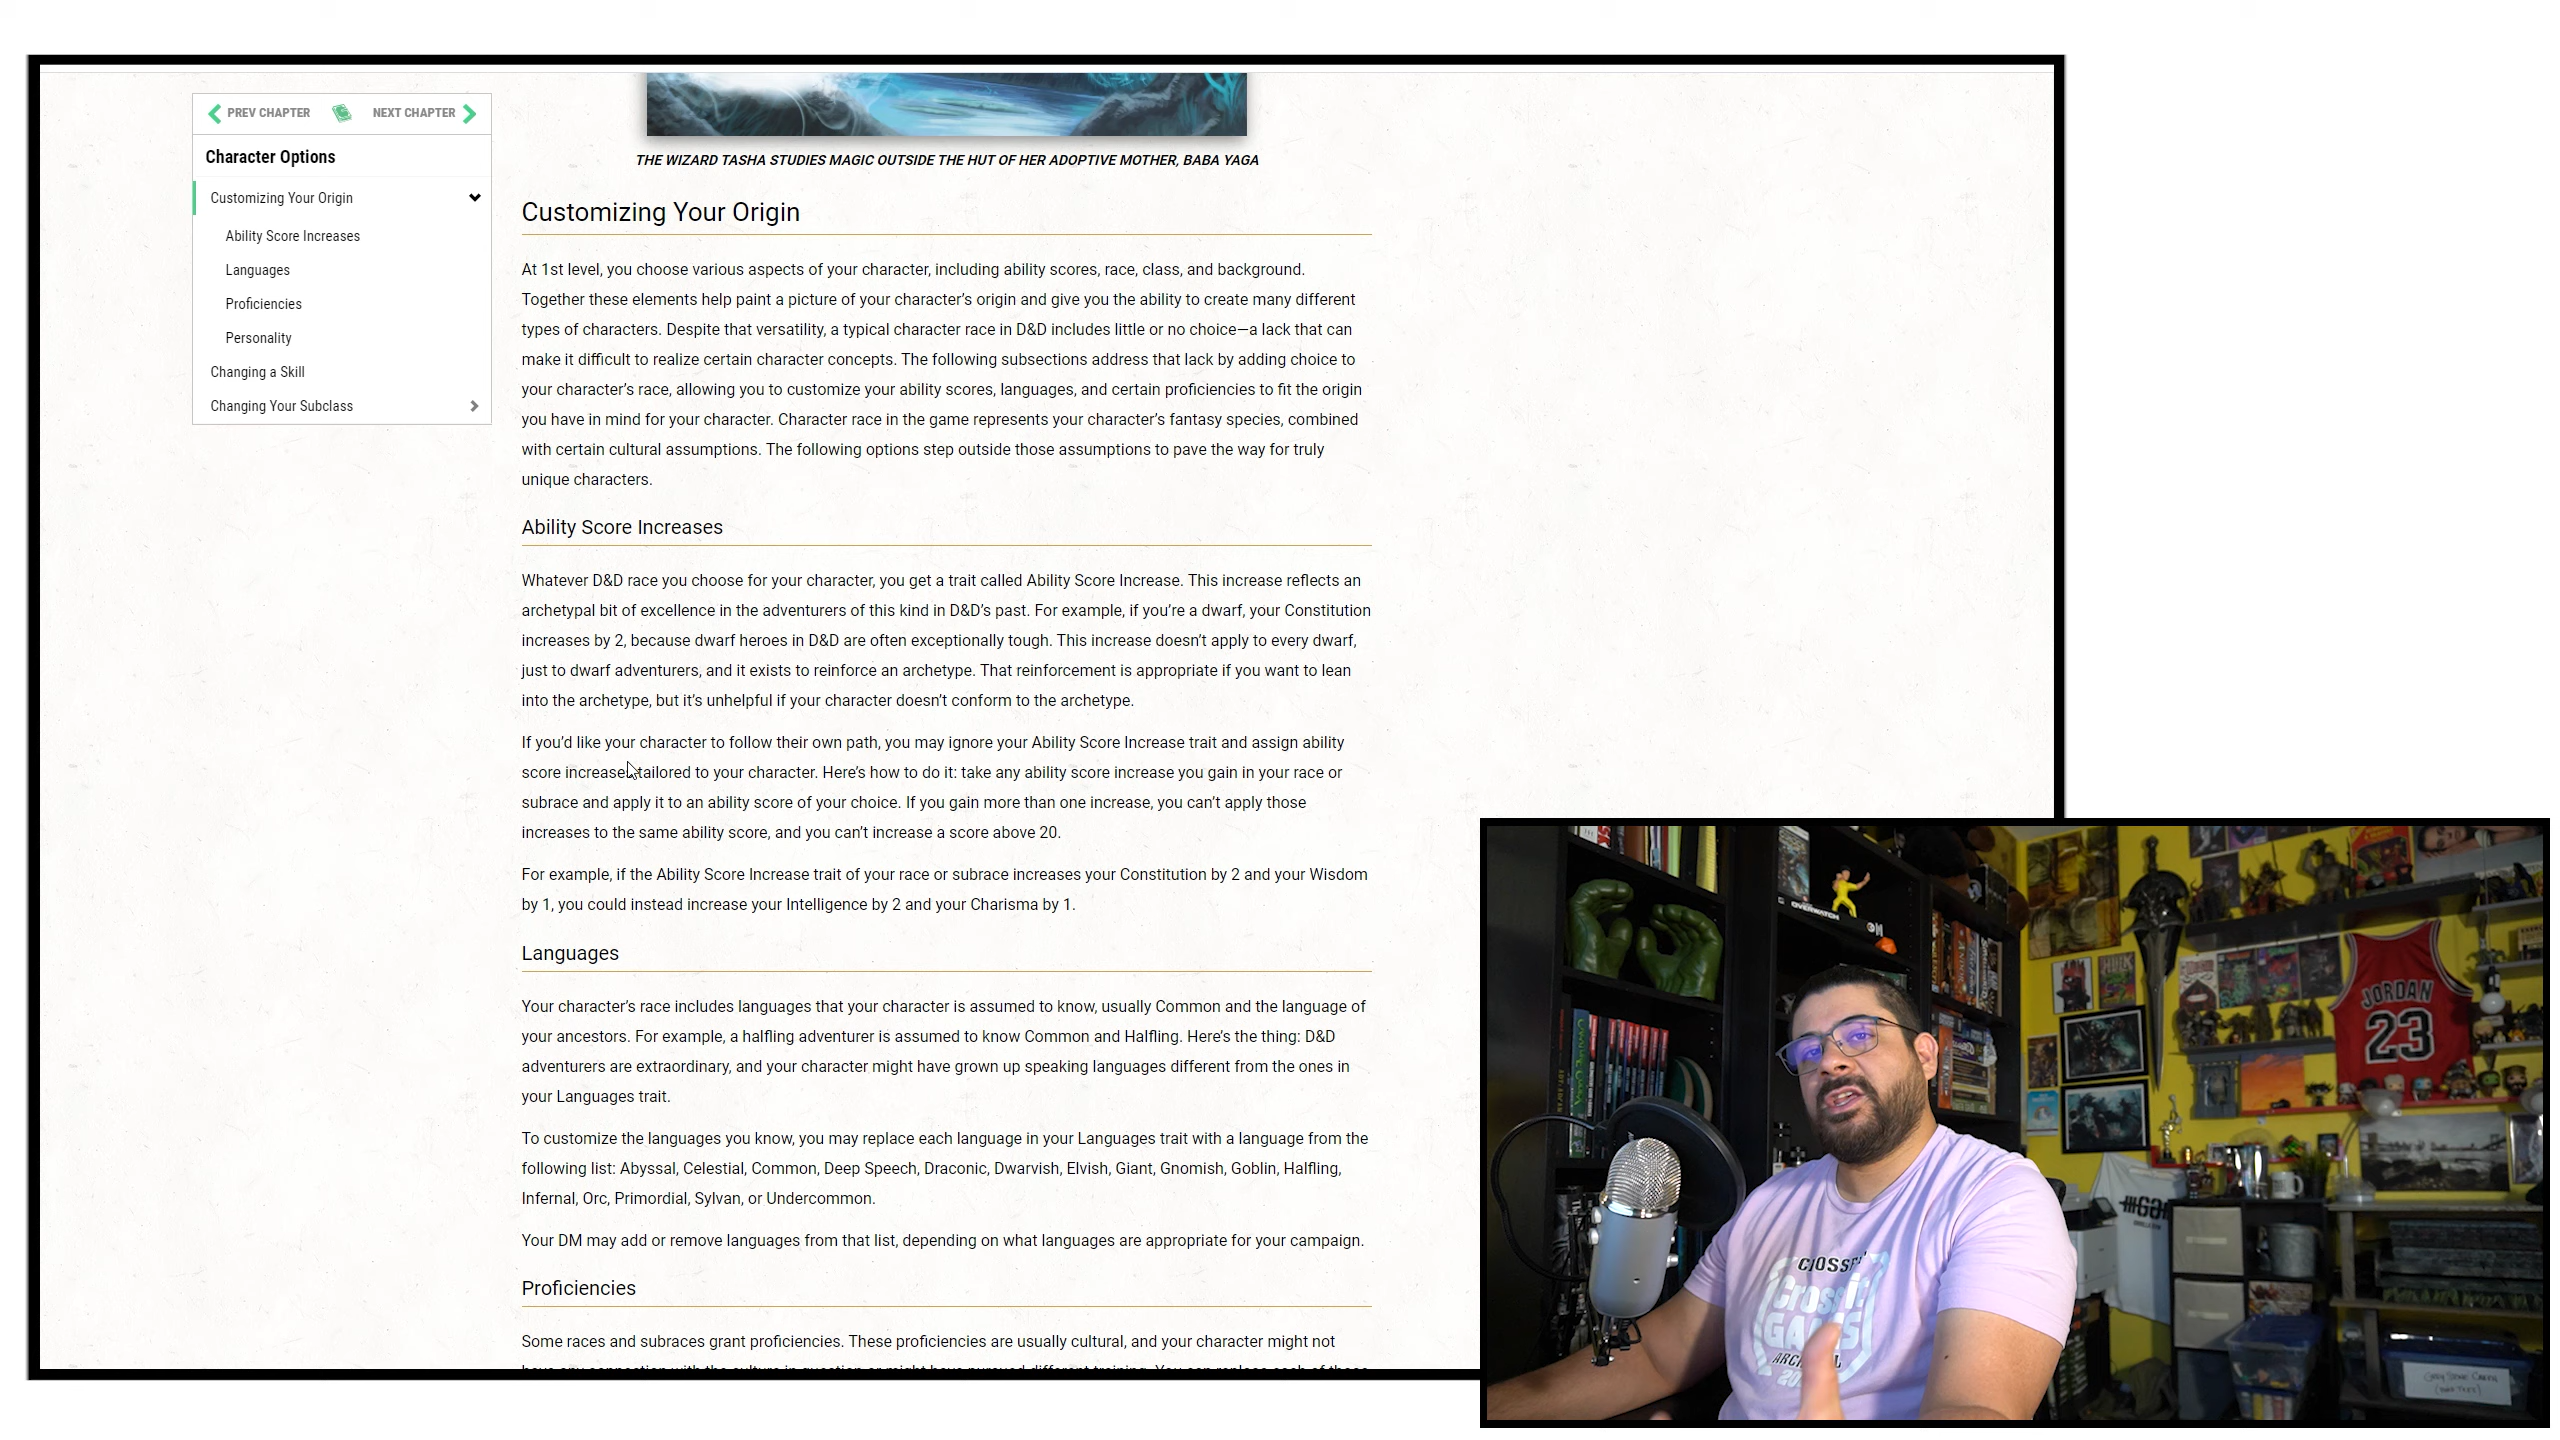 PREV CHAPTER NEXT CHAPTER
Character Options
Customizing Your Origin
Ability Score Increases
Languages
Proficiencies
Personality
Changing a Skill
Changing Your Subclass
THE WIZARD TASHA STUDIES MAGIC OUTSIDE THE HUT OF HER ADOPTIVE MOTHER, BABA YAGA
Customizing Your Origin
At 1st level, you choose various aspects of your character, including ability scores, race, class, and background.
Together these elements help paint a picture of your character’s origin and give you the ability to create many different
types of characters. Despite that versatility, a typical character race in D&D includes little or no choice—a lack that can
make it difficult to realize certain character concepts. The following subsections address that lack by adding choice to
your character’s race, allowing you to customize your ability scores, languages, and certain proficiencies to fit the origin
you have in mind for your character. Character race in the game represents your character’s fantasy species, combined
with certain cultural assumptions. The following options step outside those assumptions to pave the way for truly
unique characters.
Ability Score Increases
Whatever D&D race you choose for your character, you get a trait called Ability Score Increase. This increase reflects an
archetypal bit of excellence in the adventurers of this kind in D&D’s past. For example, if you’re a dwarf, your Constitution
increases by 2, because dwarf heroes in D&D are often exceptionally tough. This increase doesn’t apply to every dwarf,
just to dwarf adventurers, and it exists to reinforce an archetype. That reinforcement is appropriate if you want to lean
into the archetype, but it’s unhelpful if your character doesn’t conform to the archetype.
If you’d like your character to follow their own path, you may ignore your Ability Score Increase trait and assign ability
score increases tailored to your character. Here’s how to do it: take any ability score increase you gain in your race or
subrace and apply it to an ability score of your choice. If you gain more than one increase, you can’t apply those
increases to the same ability score, and you can’t increase a score above 20.
For example, if the Ability Score Increase trait of your race or subrace increases your Constitution by 2 and your Wisdom
by 1, you could instead increase your Intelligence by 2 and your Charisma by 1.
Languages
Your character’s race includes languages that your character is assumed to know, usually Common and the language of
your ancestors. For example, a halfling adventurer is assumed to know Common and Halfling. Here’s the thing: D&D
adventurers are extraordinary, and your character might have grown up speaking languages different from the ones in
your Languages trait.
To customize the languages you know, you may replace each language in your Languages trait with a language from the
following list: Abyssal, Celestial, Common, Deep Speech, Draconic, Dwarvish, Elvish, Giant, Gnomish, Goblin, Halfling,
Infernal, Orc, Primordial, Sylvan, or Undercommon.
Your DM may add or remove languages from that list, depending on what languages are appropriate for your campaign.
Proficiencies
Some races and subraces grant proficiencies. These proficiencies are usually cultural, and your character might not
OVERWATCH
JORDAN
23
CrossFit
GAMES